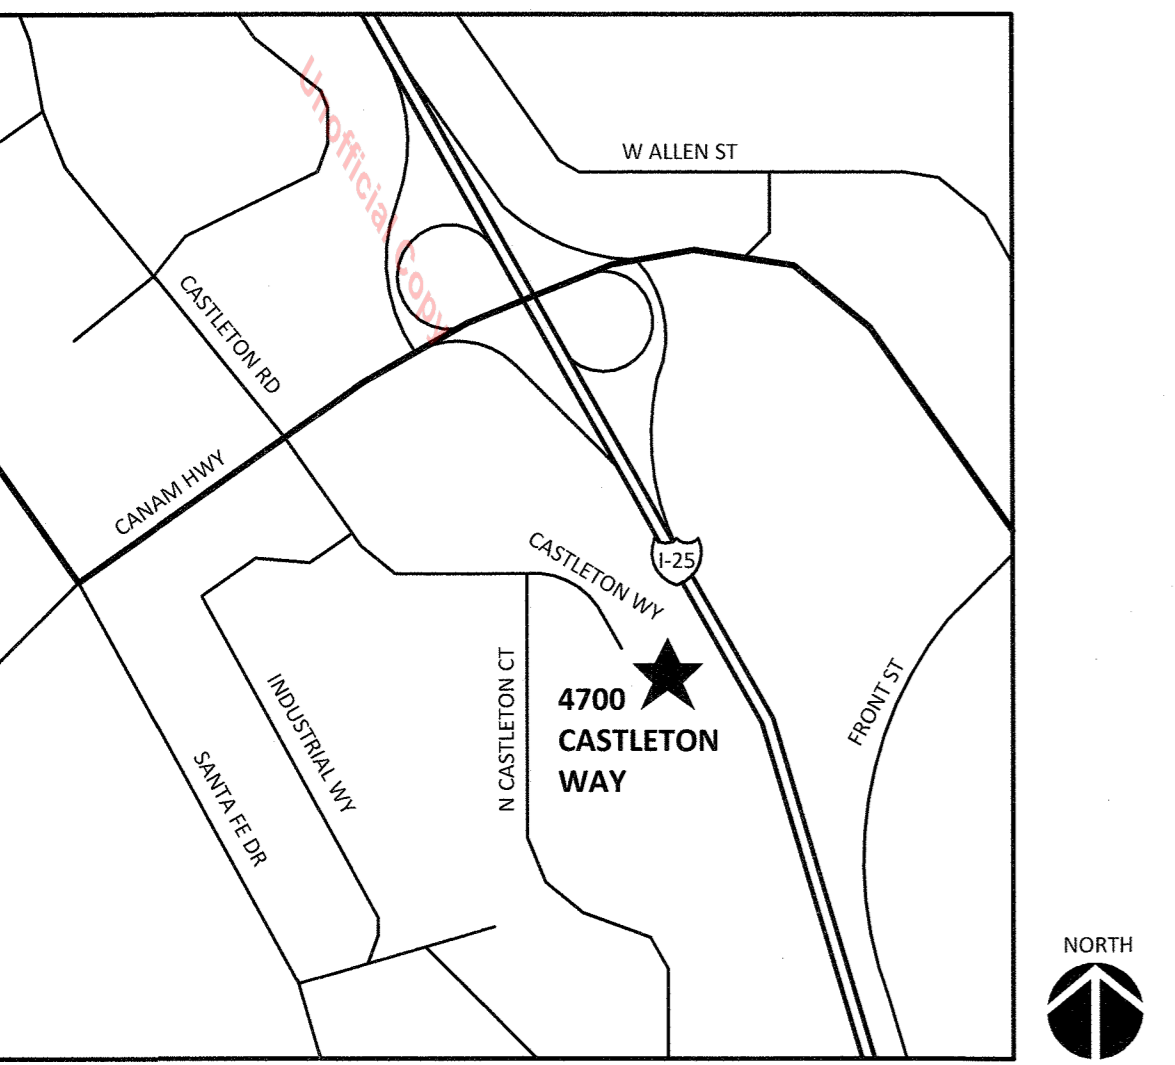 Unofficial Copy
W ALLEN ST
CASTLETON RD
CANAM HWY
CASTLETON WY
I-25
4700
CASTLETON
WAY
N CASTLETON CT
INDUSTRIAL WY
SANTA FE DR
FRONT ST
NORTH